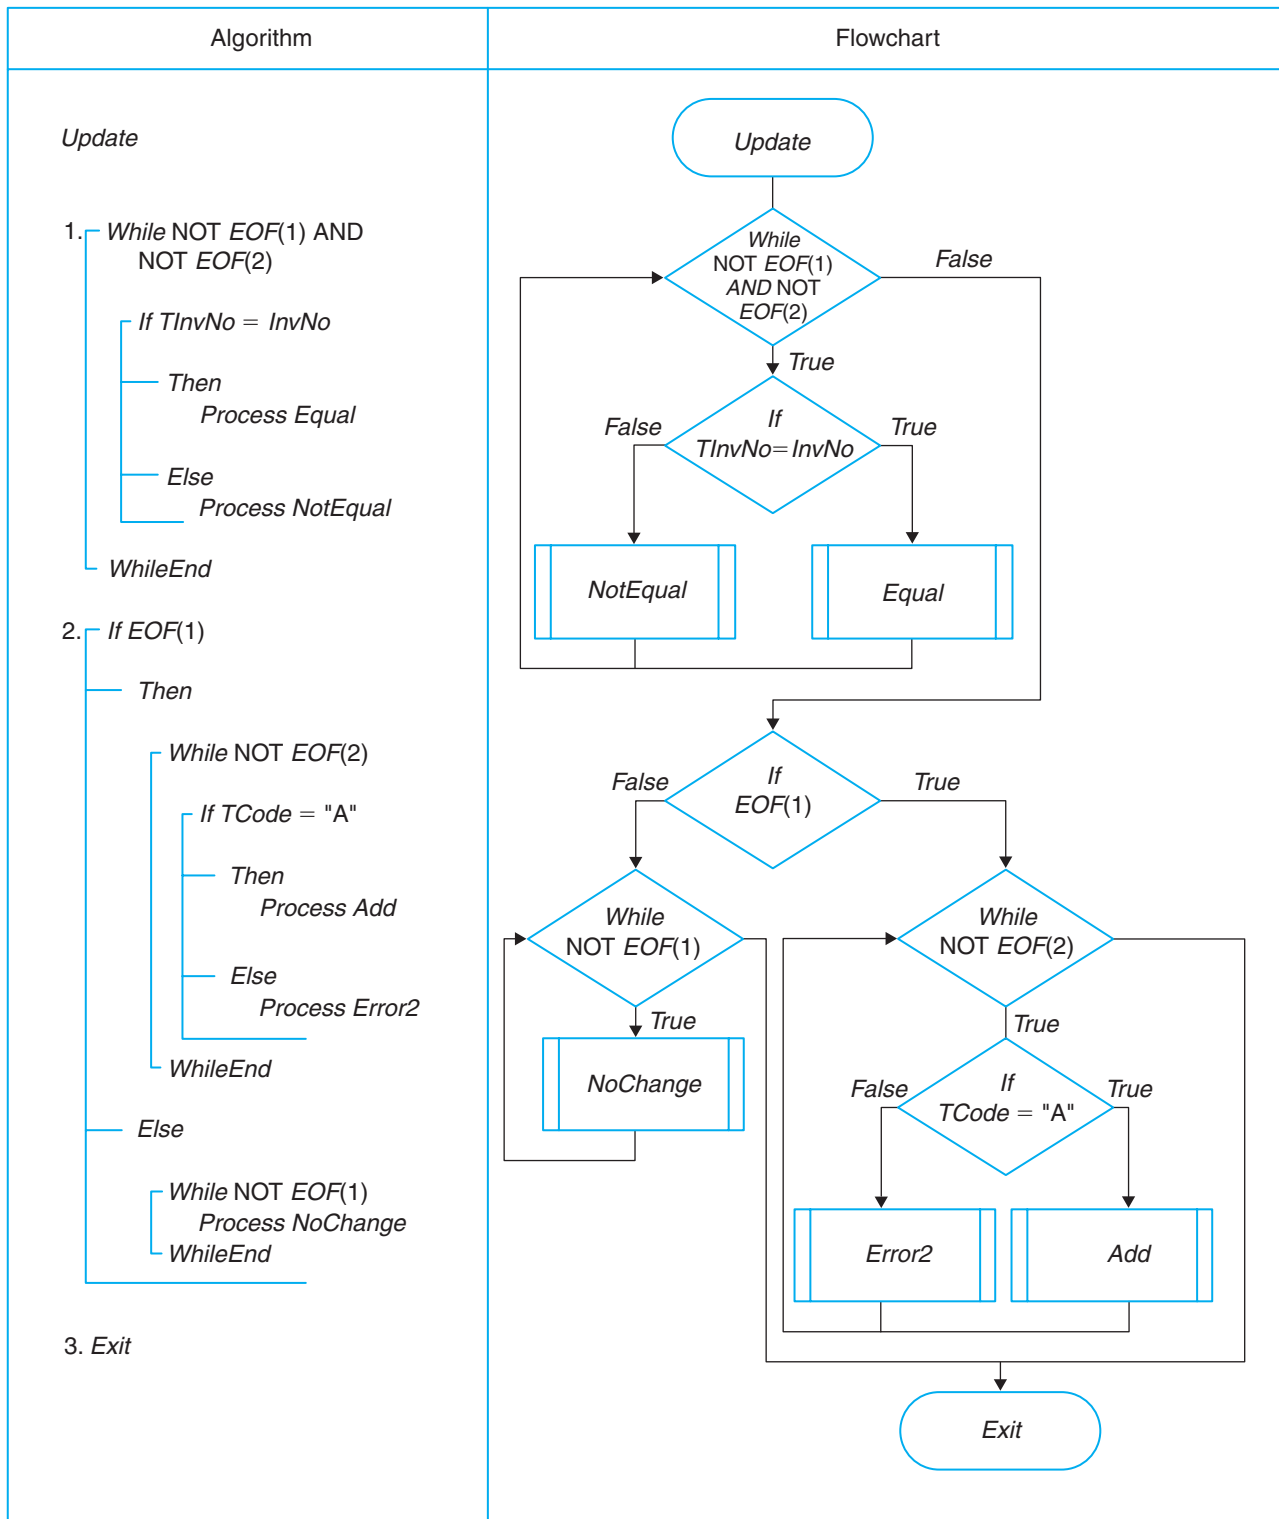 Algorithm
Flowchart
Update
1. While NOT EOF(1) AND
NOT EOF(2)
If TInvNo = InvNo
Then
Process Equal
Else
Process NotEqual
WhileEnd
2. If EOF(1)
Then
While NOT EOF(2)
If TCode = "A"
Then
Process Add
Else
Process Error2
WhileEnd
Else
While NOT EOF(1)
Process NoChange
WhileEnd
3. Exit
Update
While
NOT EOF(1)
AND NOT
EOF(2)
False
True
If
TInvNo=InvNo
False
True
NotEqual
Equal
If
EOF(1)
False
True
While
NOT EOF(1)
True
NoChange
While
NOT EOF(2)
True
If
TCode = "A"
False
True
Error2
Add
Exit